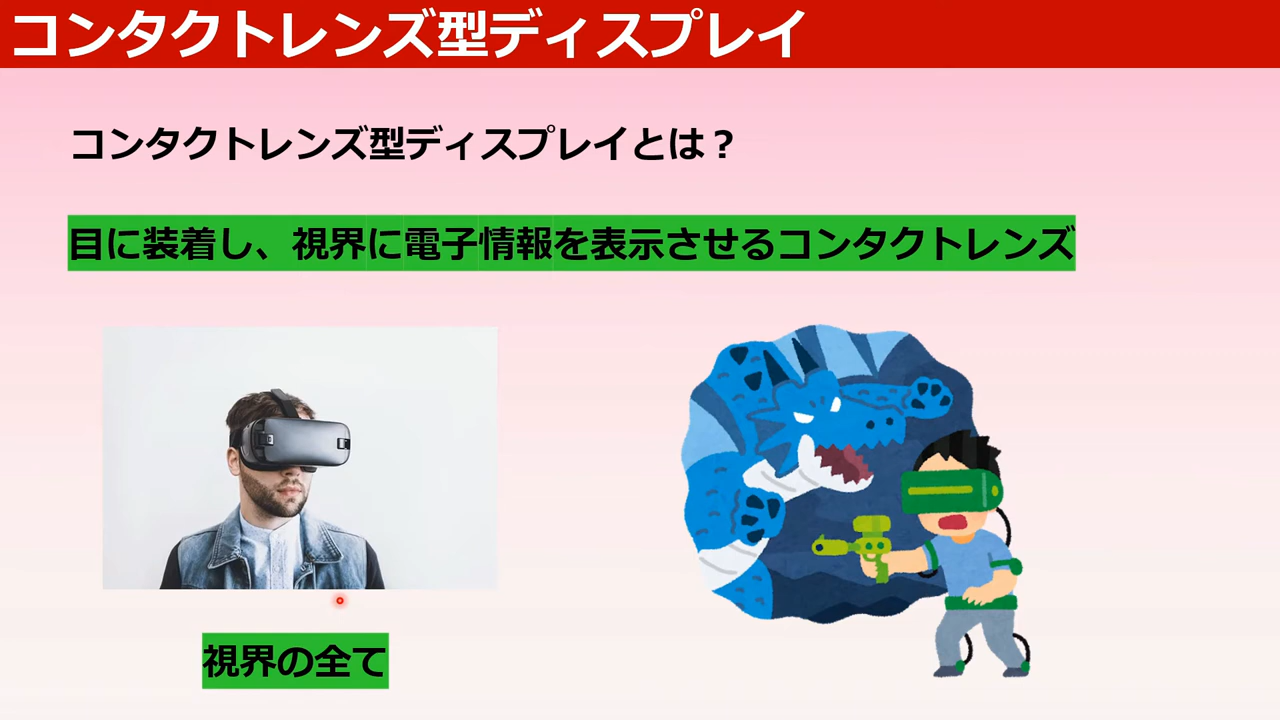 コンタクトレンズ型ディスプレイ
コンタクトレンズ型ディスプレイとは？
目に装着し、視界に電子情報を表示させるコンタクトレンズ
視界の全て